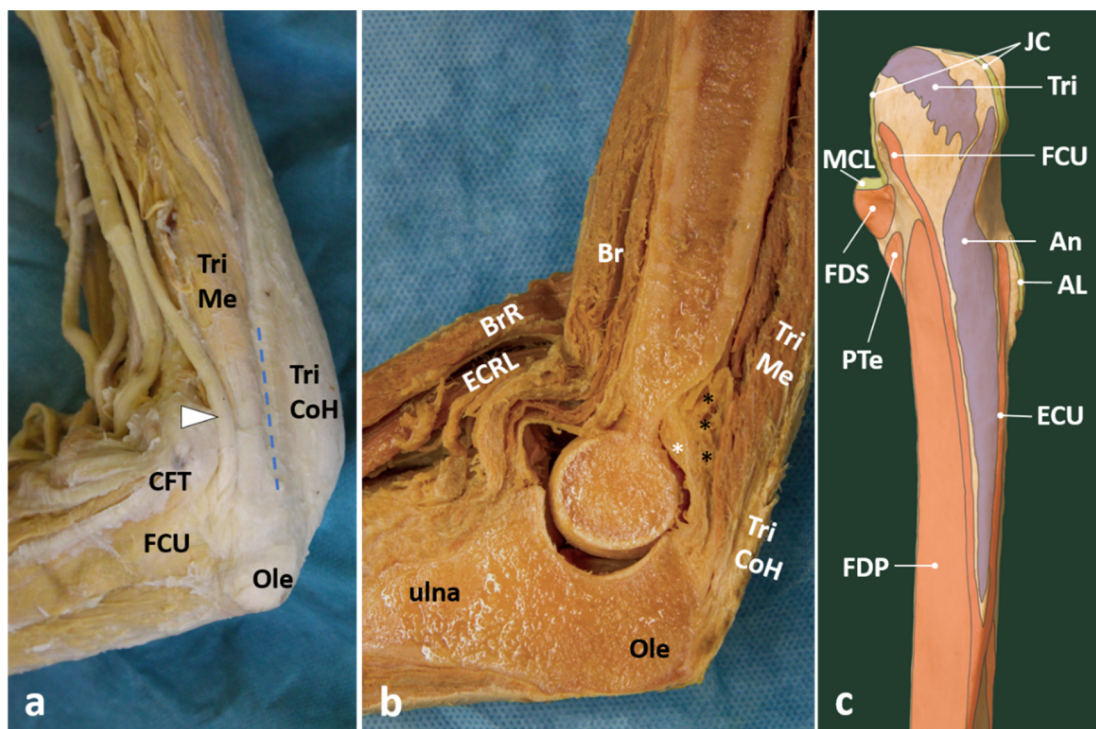 Tri
Me
Tri
CoH
CFT
FCU
Ole
a
Br
BrR
ECRL
Tri
Me
*
*
*
*
Tri
CoH
ulna
Ole
b
JC
Tri
MCL
FCU
FDS
An
AL
PTe
ECU
FDP
c